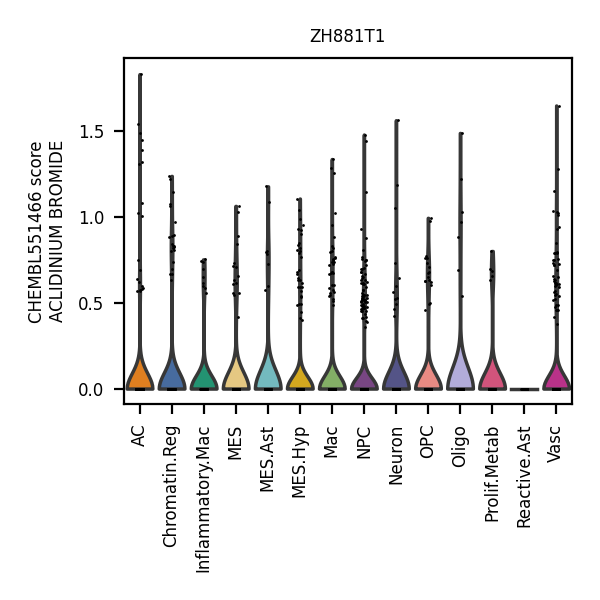 ZH881T1
CHEMBL551466 score
ACLIDINIUM BROMIDE
1.5
1.0
0.5
0.0
AC
Chromatin.Reg
Inflammatory.Mac
MES
MES.Ast
MES.Hyp
Mac
NPC
Neuron
OPC
Oligo
Prolif.Metab
Reactive.Ast
Vasc